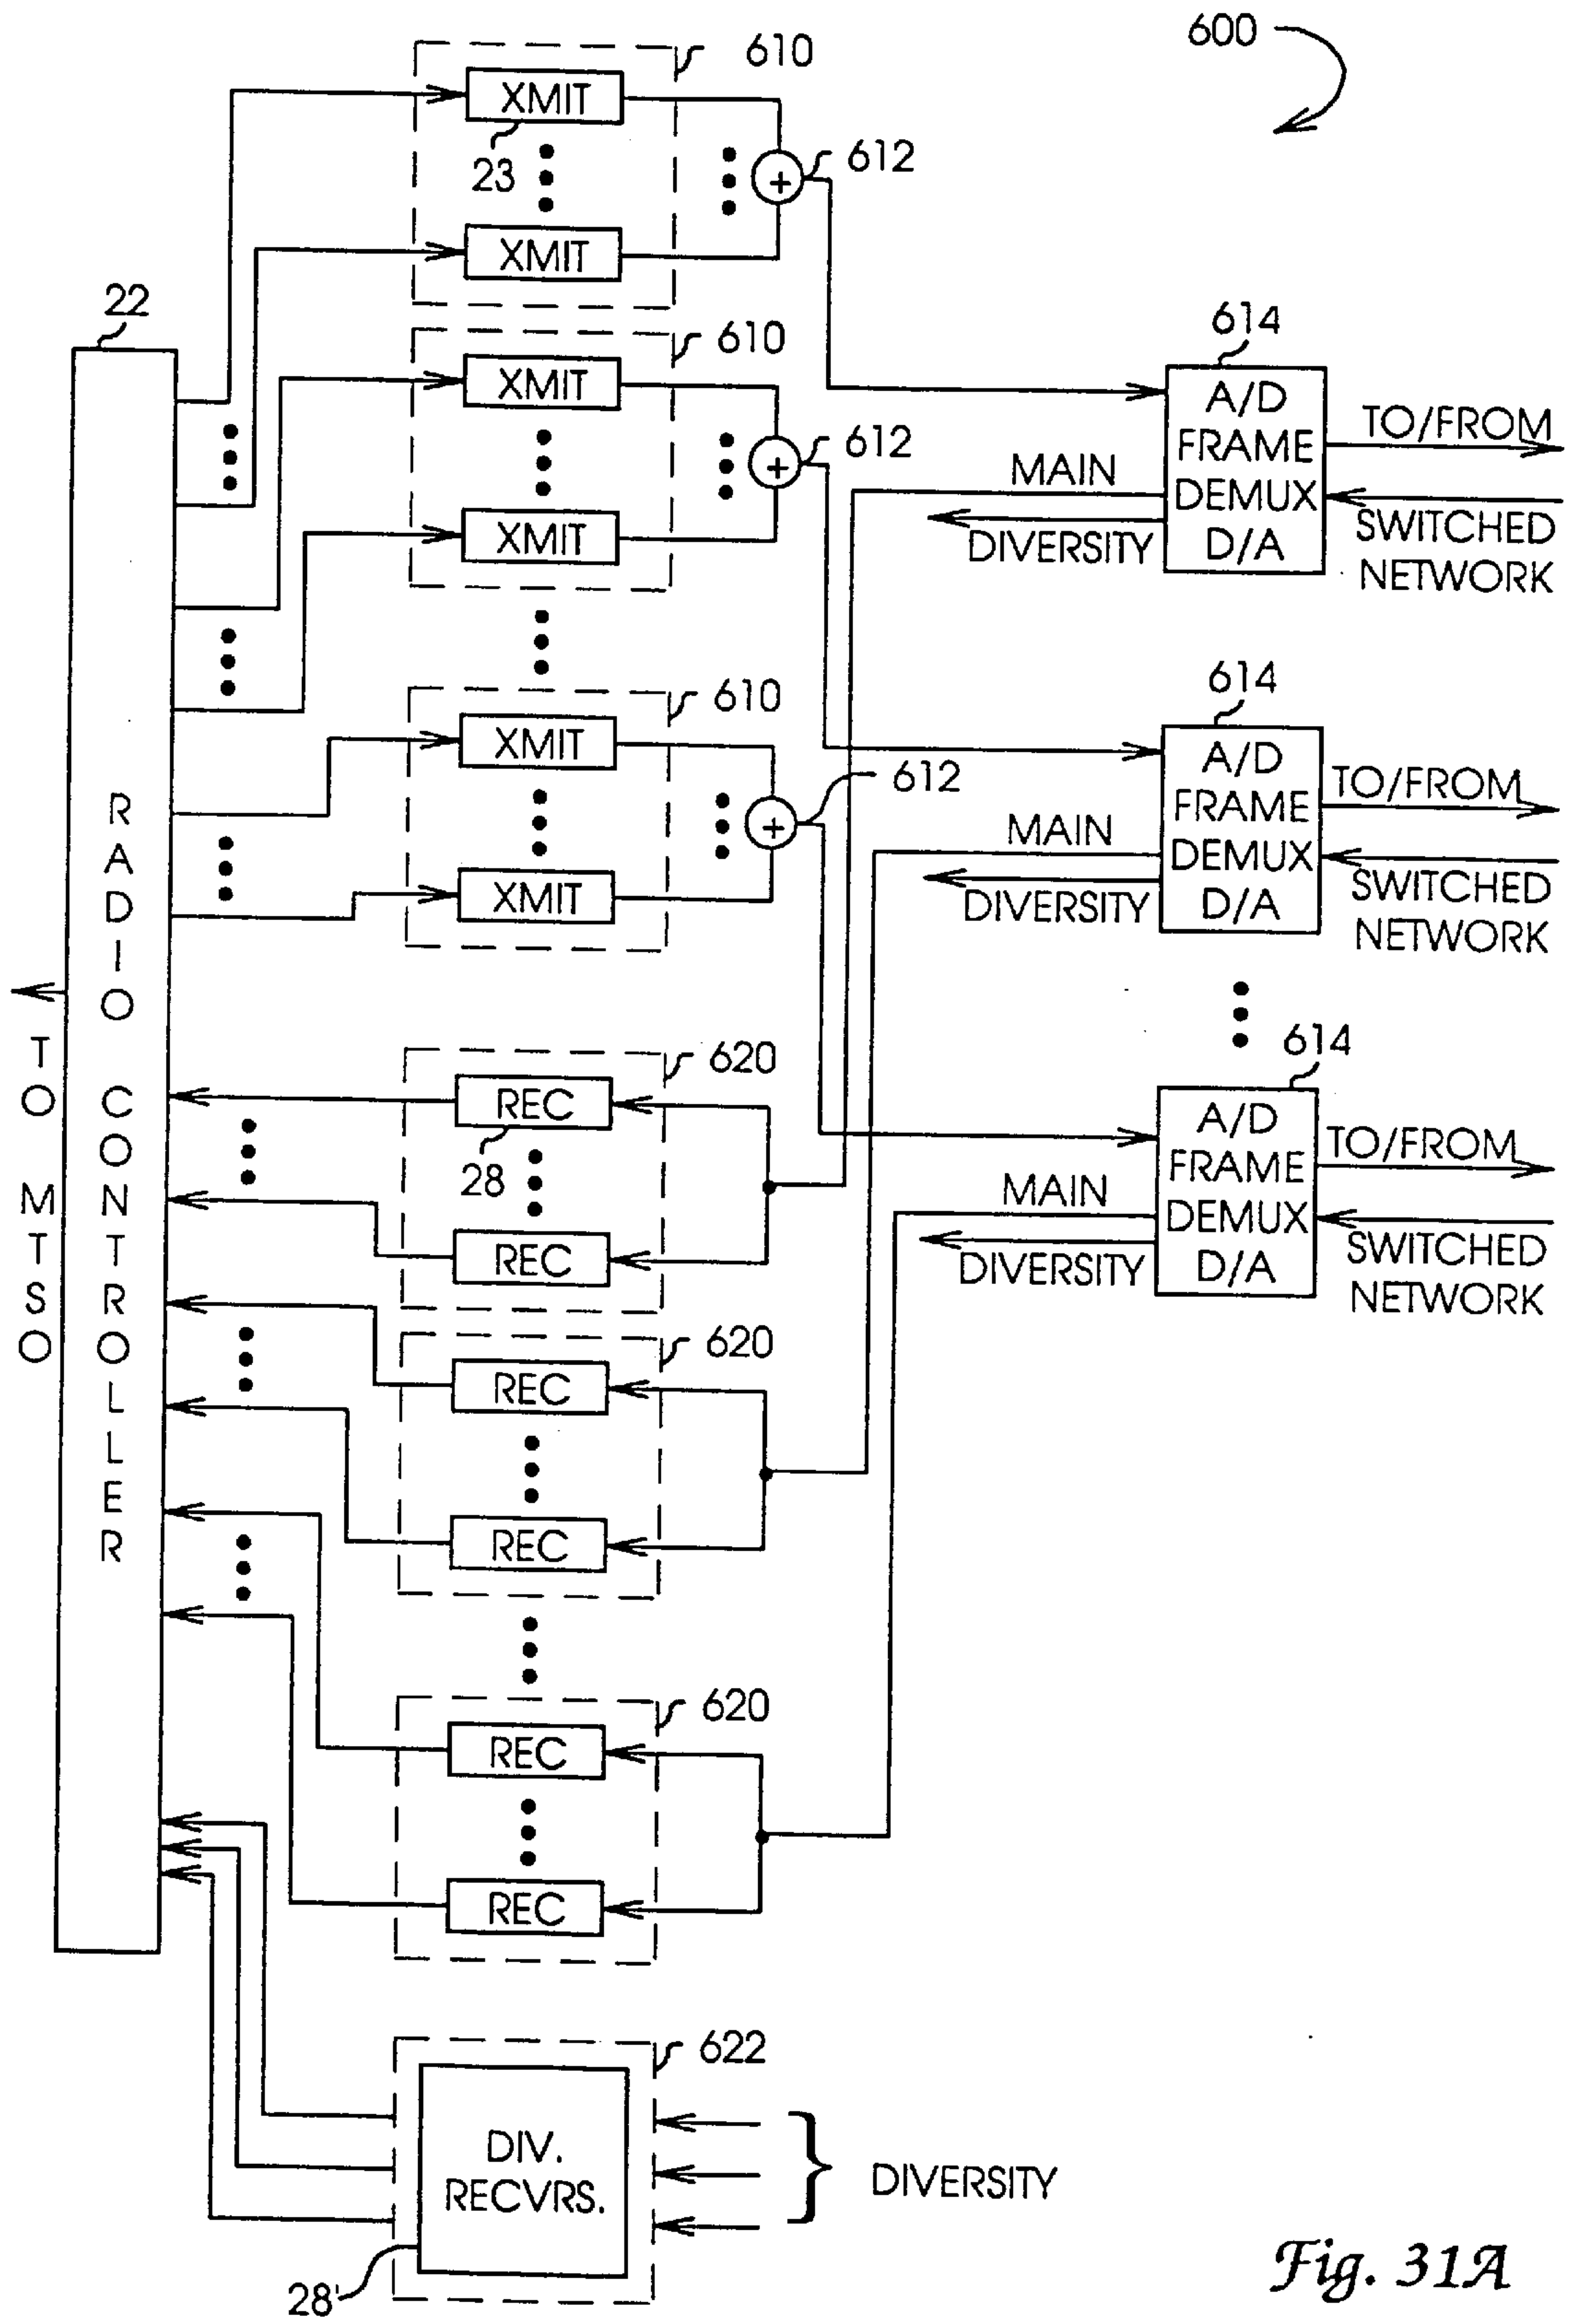 600
610
XMIT
23
612
XMIT
22
610
XMIT
612
XMIT
614
A/D
FRAME
DEMUX
D/A
TO/FROM
MAIN
DIVERSITY
SWITCHED
NETWORK
610
XMIT
612
XMIT
614
A/D
FRAME
DEMUX
D/A
TO/FROM
MAIN
DIVERSITY
SWITCHED
NETWORK
RADIO CONTROLLER
TO MTSO
620
REC
28
REC
614
A/D
FRAME
DEMUX
D/A
TO/FROM
MAIN
DIVERSITY
SWITCHED
NETWORK
620
REC
REC
620
REC
REC
622
DIV.
RECVRS.
28'
DIVERSITY
Fig. 31A